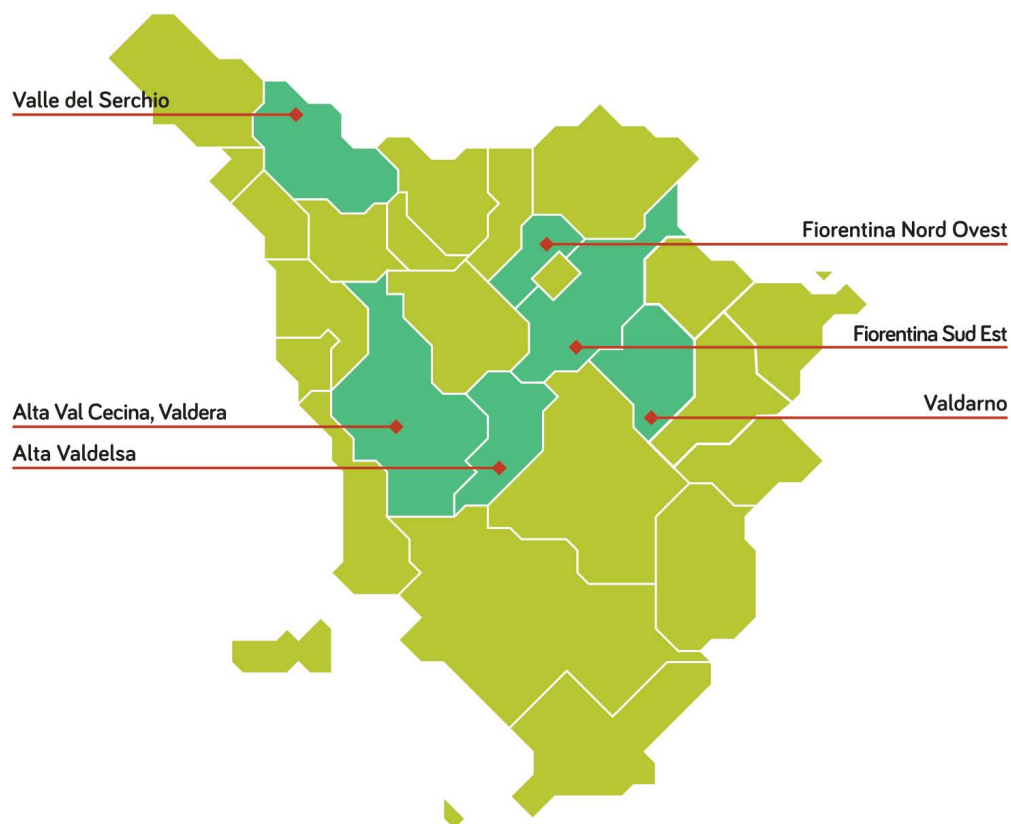 Valle del Serchio
Fiorentina Nord Ovest
Fiorentina Sud Est
Valdarno
Alta Val Cecina, Valdera
Alta Valdelsa